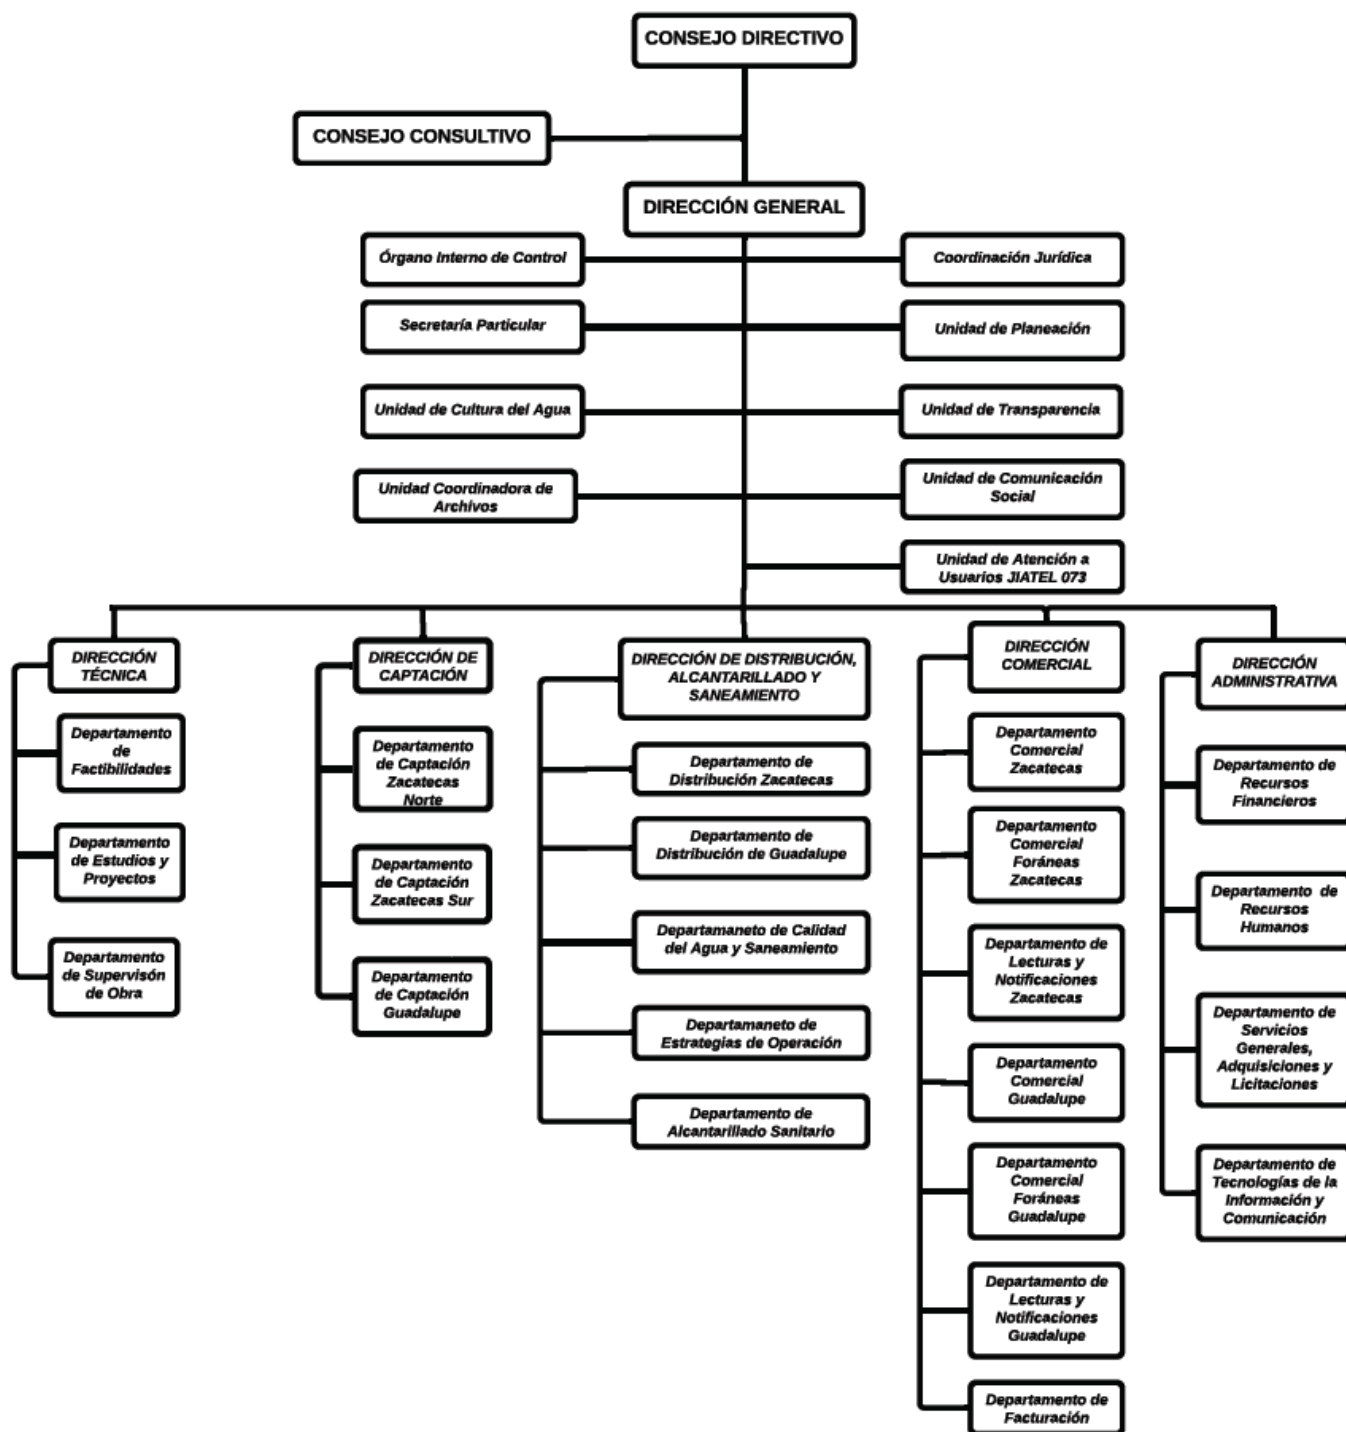 CONSEJO DIRECTIVO
CONSEJO CONSULTIVO
DIRECCIÓN GENERAL
Órgano Interno de Control
Coordinación Jurídica
Secretaría Particular
Unidad de Planeación
Unidad de Cultura del Agua
Unidad de Transparencia
Unidad Coordinadora de
Archivos
Unidad de Comunicación
Social
Unidad de Atención a
Usuarios JIATEL 073
DIRECCIÓN
TÉCNICA
Departamento
de
Factibilidades
Departamento
de Estudios y
Proyectos
Departamento
de Supervisón
de Obra
DIRECCIÓN DE
CAPTACIÓN
Departamento
de Captación
Zacatecas
Norte
Departamento
de Captación
Zacatecas Sur
Departamento
de Captación
Guadalupe
DIRECCIÓN DE DISTRIBUCIÓN,
ALCANTARILLADO Y
SANEAMIENTO
Departamento de
Distribución Zacatecas
Departamento de
Distribución de Guadalupe
Departamaneto de Calidad
del Agua y Saneamiento
Departamaneto de
Estrategias de Operación
Departamento de
Alcantarillado Sanitario
DIRECCIÓN
COMERCIAL
Departamento
Comercial
Zacatecas
Departamento
Comercial
Foráneas
Zacatecas
Departamento de
Lecturas y
Notificaciones
Zacatecas
Departamento
Comercial
Guadalupe
Departamento
Comercial
Foráneas
Guadalupe
Departamento de
Lecturas y
Notificaciones
Guadalupe
Departamento de
Facturación
DIRECCIÓN
ADMINISTRATIVA
Departamento de
Recursos
Financieros
Departamento de
Recursos
Humanos
Departamento de
Servicios
Generales,
Adquisiciones y
Licitaciones
Departamento de
Tecnologías de la
Información y
Comunicación